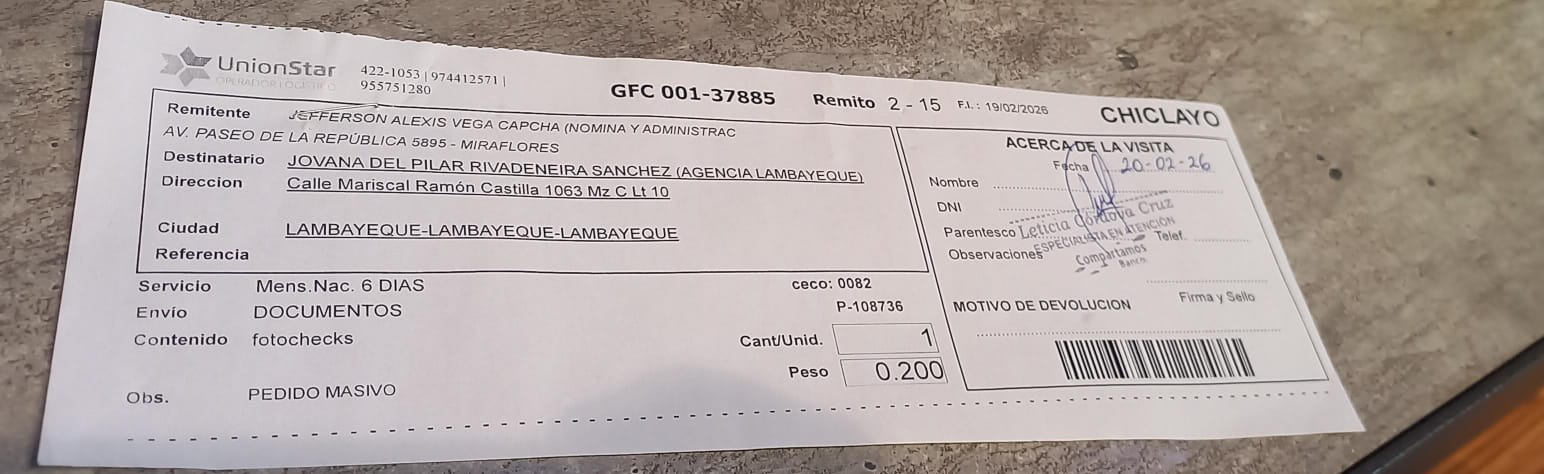 UnionStar
OPERADOR LOGISTICO
422-1053 | 974412571 |
955751280
GFC 001-37885
Remito 2 - 15
F.I.: 19/02/2026
CHICLAYO
Remitente JEFFERSON ALEXIS VEGA CAPCHA (NOMINA Y ADMINISTRAC
AV. PASEO DE LA REPÚBLICA 5895 - MIRAFLORES
Destinatario JOVANA DEL PILAR RIVADENEIRA SANCHEZ (AGENCIA LAMBAYEQUE)
Direccion Calle Mariscal Ramón Castilla 1063 Mz C Lt 10
Ciudad LAMBAYEQUE-LAMBAYEQUE-LAMBAYEQUE
Referencia
Servicio Mens.Nac. 6 DIAS
ceco: 0082
Envío DOCUMENTOS
P-108736
Contenido fotochecks
Cant/Unid. 1
Peso 0.200
Obs. PEDIDO MASIVO
ACERCA DE LA VISITA
Fecha 20-02-26
Nombre
DNI
Parentesco
Leticia Córdova Cruz
ESPECIALISTA EN ATENCIÓN
Telef.
Observaciones
Compartamos
Banco
Firma y Sello
MOTIVO DE DEVOLUCION